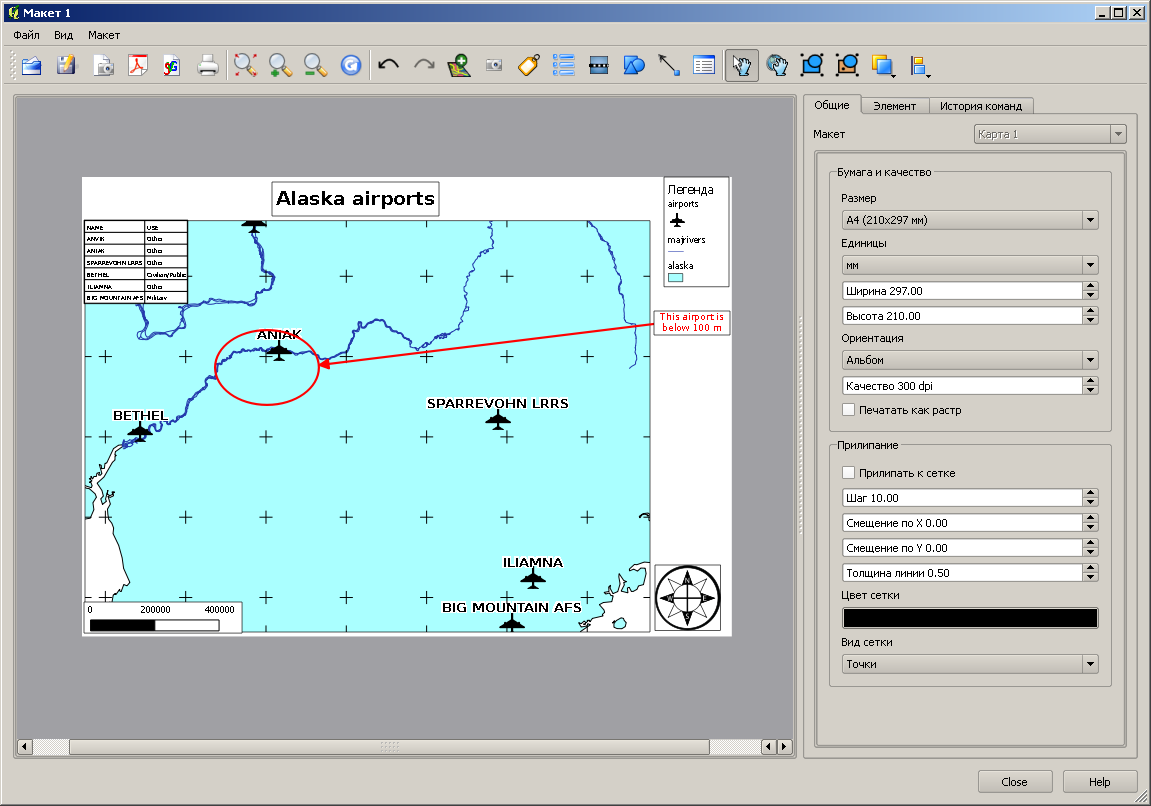 Макет 1
Файл Вид Макет
Общие Элемент История команд
Макет Карта 1
Бумага и качество
Размер
A4 (210x297 мм)
Единицы
мм
Ширина 297.00
Высота 210.00
Ориентация
Альбом
Качество 300 dpi
Печатать как растр
Прилипание
Прилипать к сетке
Шаг 10.00
Смещение по X 0.00
Смещение по Y 0.00
Толщина линии 0.50
Цвет сетки
Вид сетки
Точки
Alaska airports
Легенда
airports
majrivers
alaska
NAME USE
ANVIK Other
ANIAK Other
SPARREVOHN LRRS Other
BETHEL Civilian/Public
ILIAMNA Other
BIG MOUNTAIN AFS Military
This airport is
below 100 m
ANIAK
SPARREVOHN LRRS
BETHEL
ILIAMNA
BIG MOUNTAIN AFS
0 200000 400000
Close Help